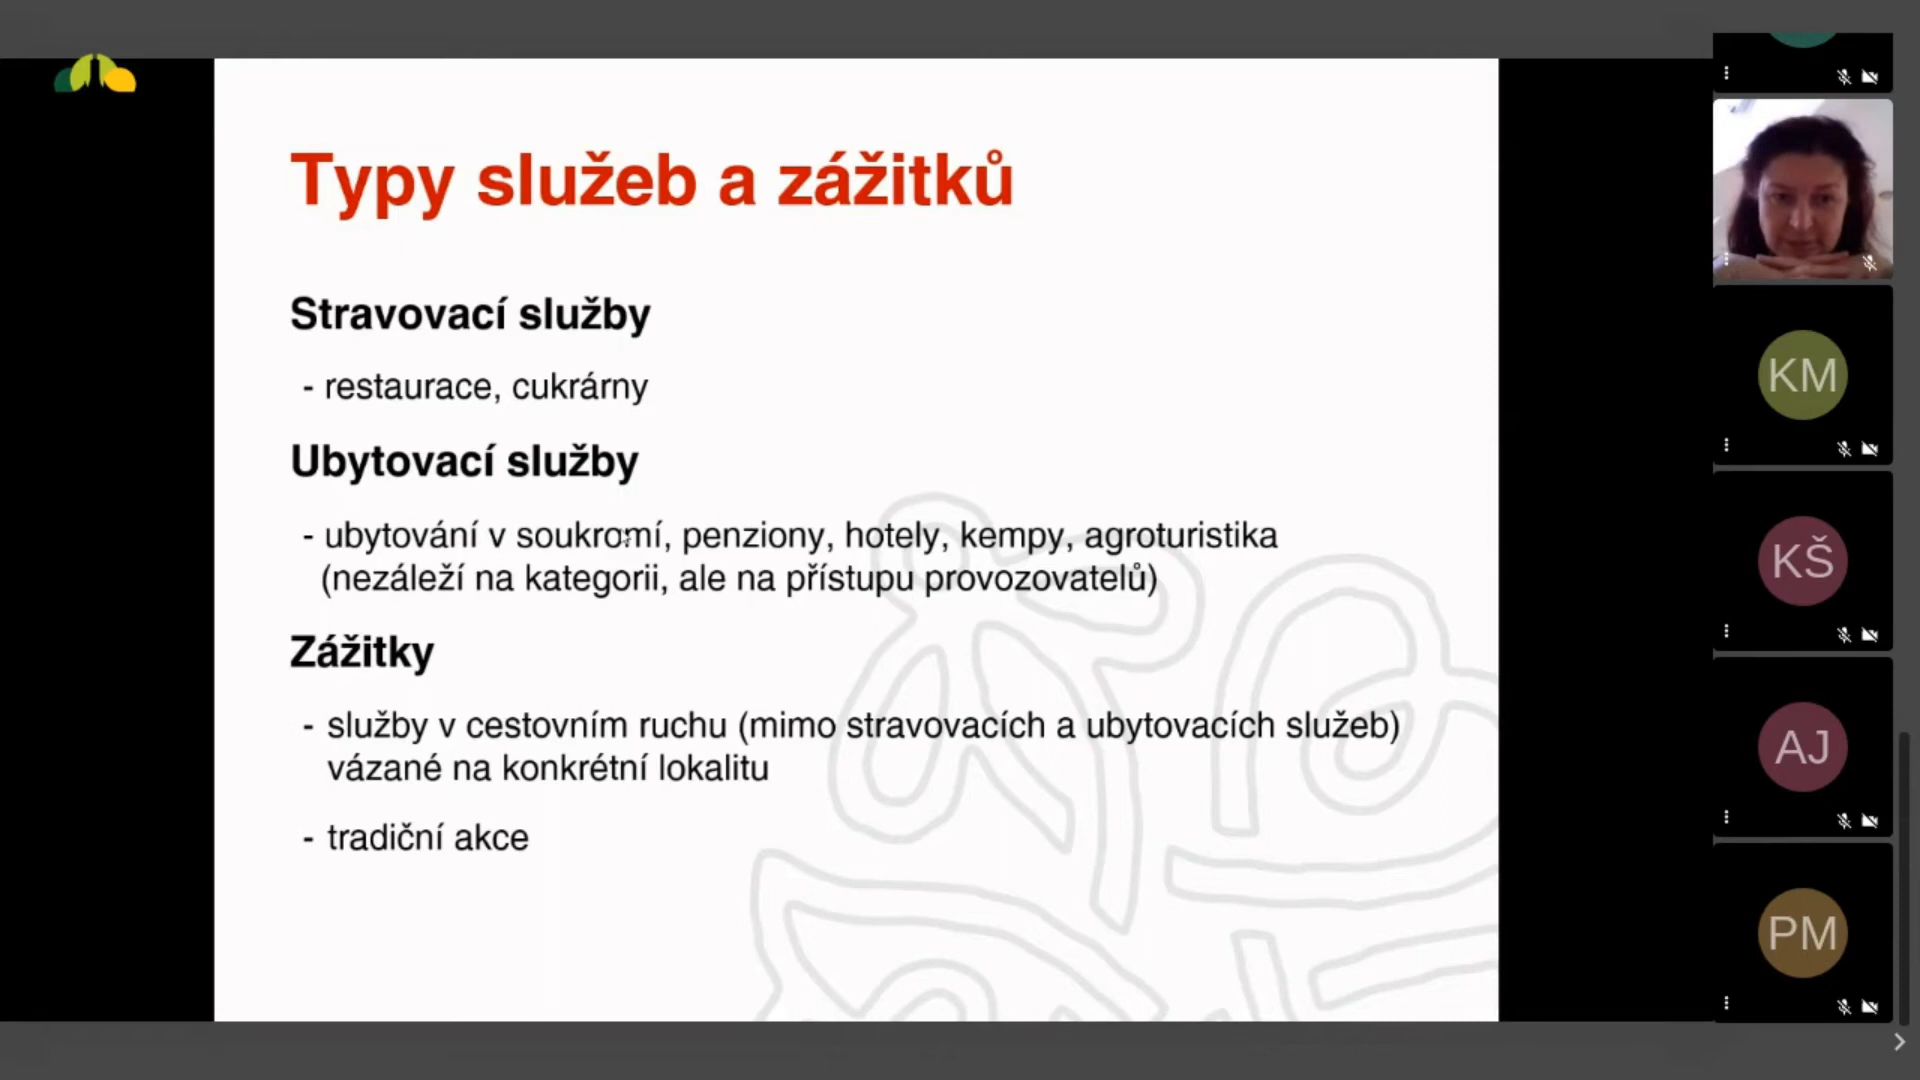 Typy služeb a zážitků
Stravovací služby
- restaurace, cukrárny
Ubytovací služby
- ubytování v soukromí, penziony, hotely, kempy, agroturistika
(nezáleží na kategorii, ale na přístupu provozovatelů)
Zážitky
- služby v cestovním ruchu (mimo stravovacích a ubytovacích služeb)
vázané na konkrétní lokalitu
- tradiční akce
KM
KŠ
AJ
PM